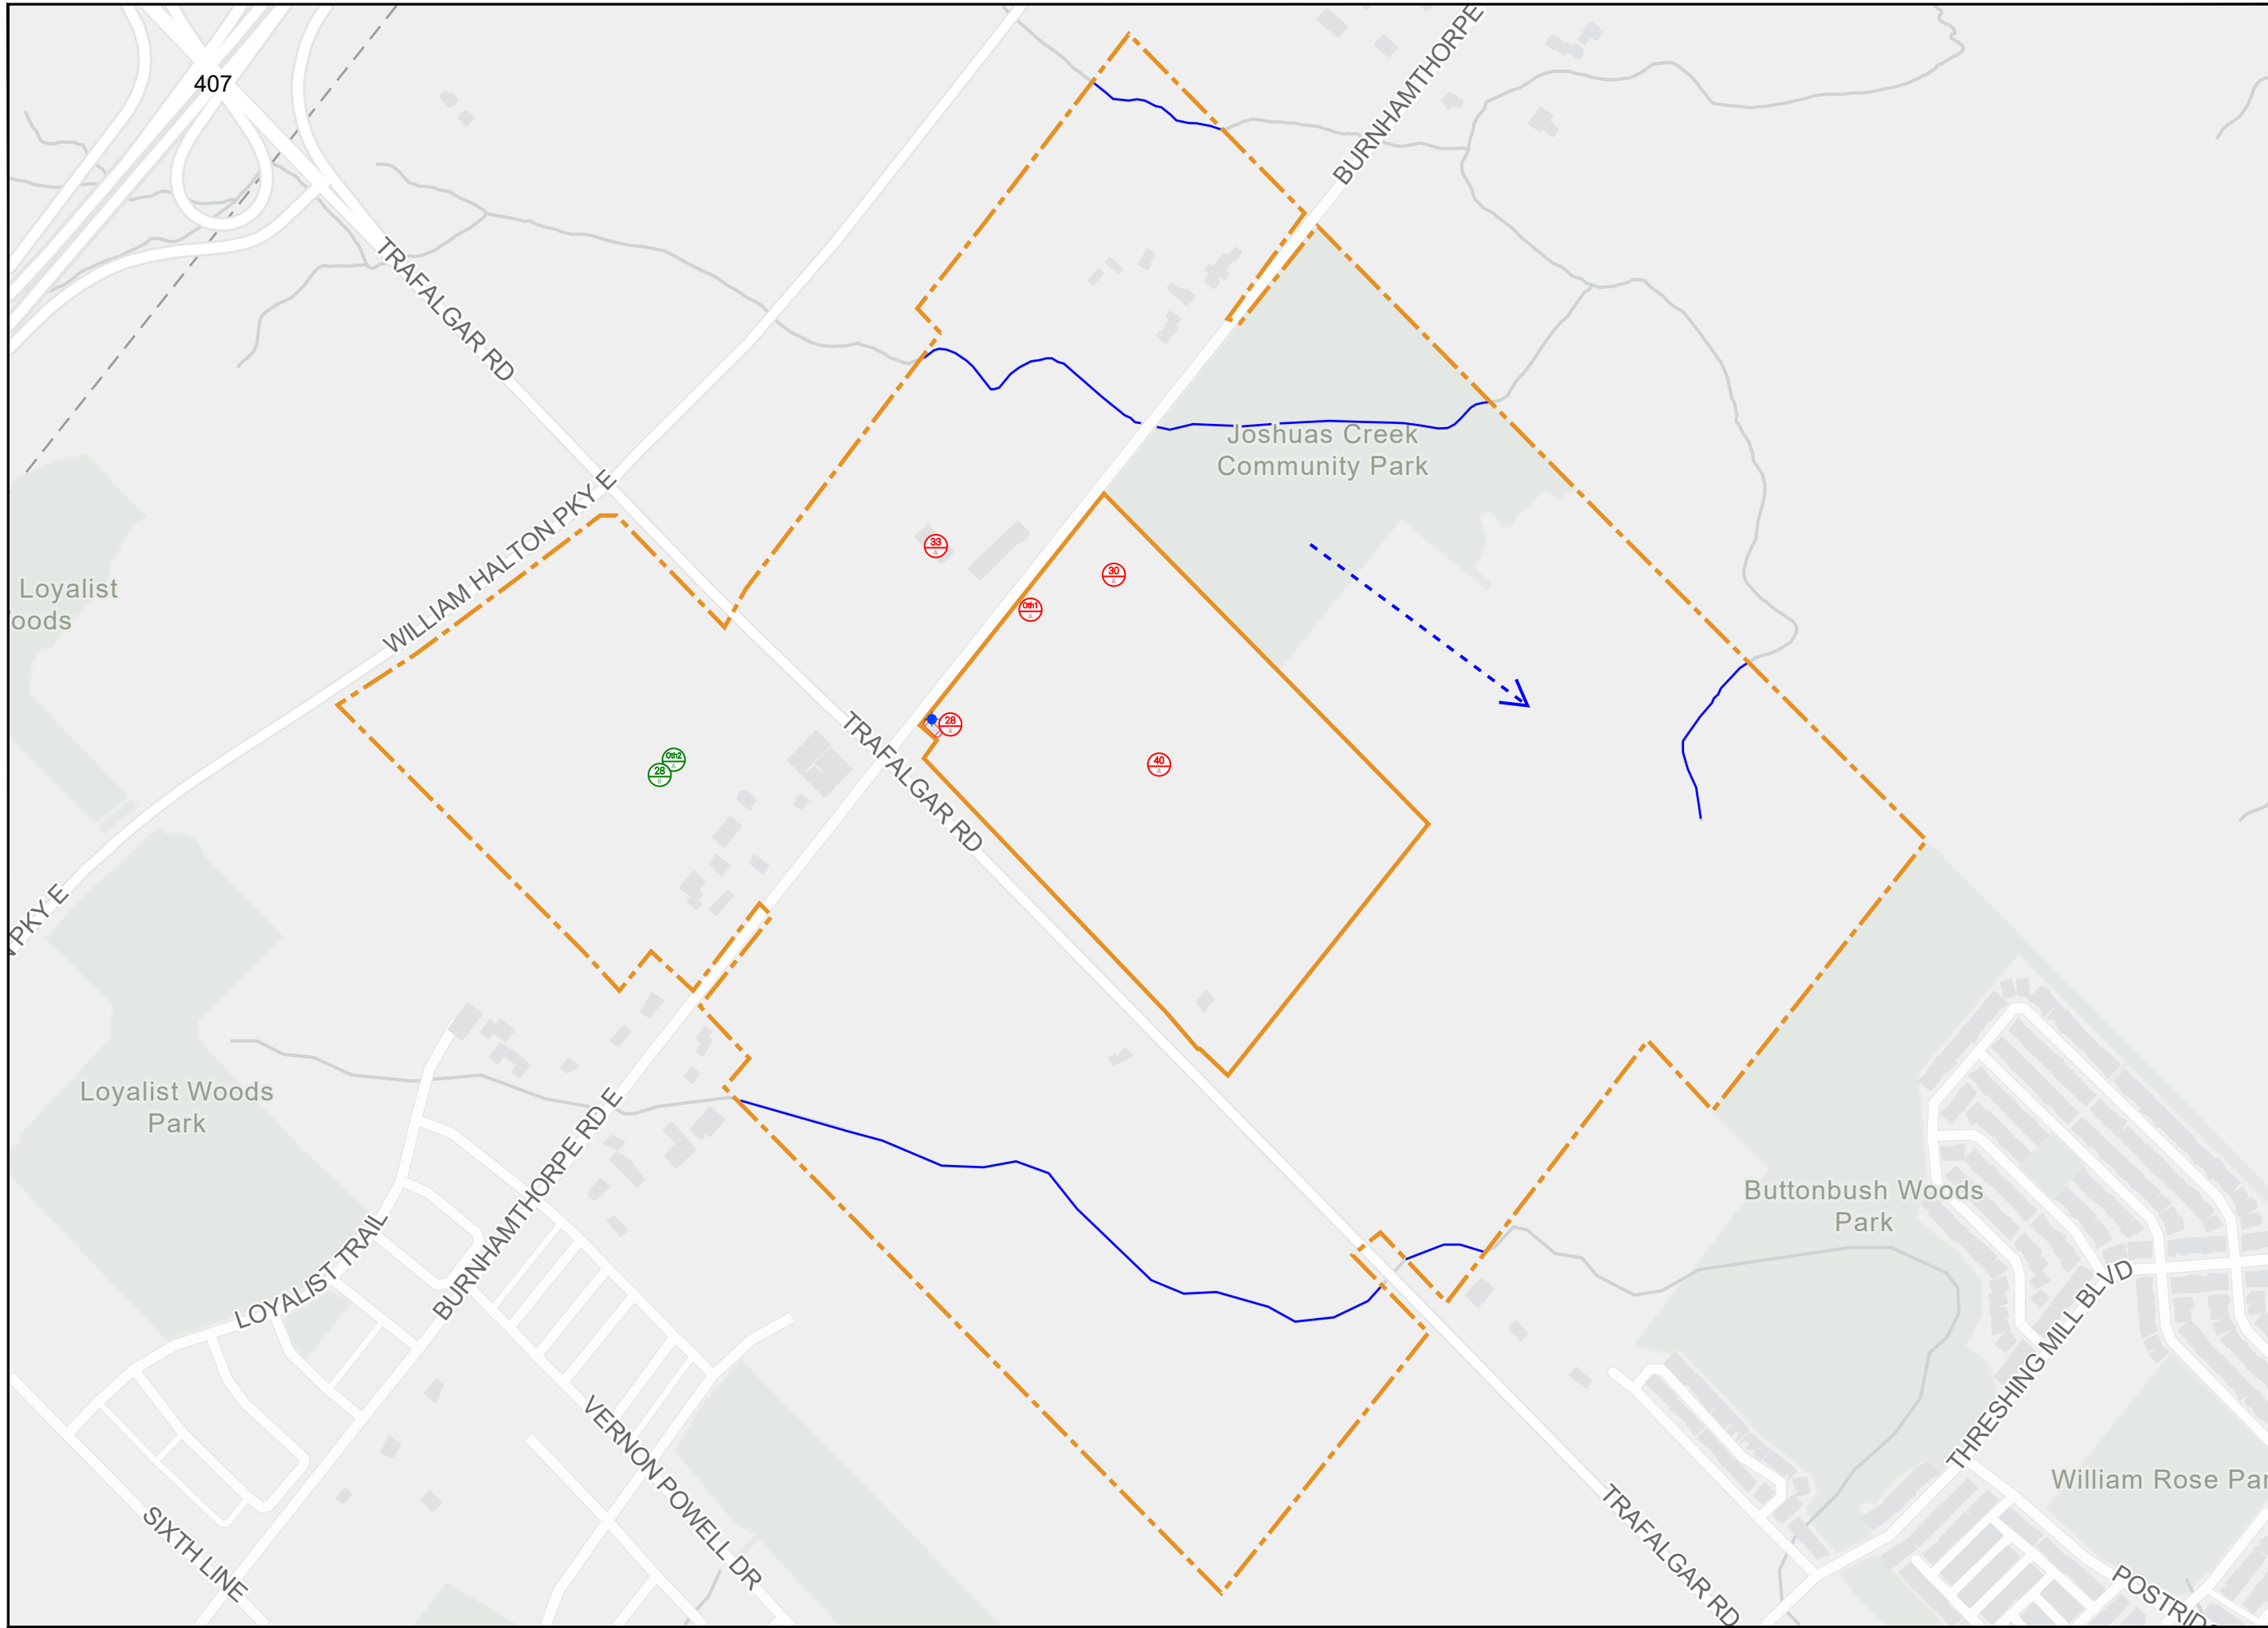 407
BURNHAMTHORPE
TRAFALGAR RD
Joshuas Creek
Community Park
WILLIAM HALTON PKY E
33
A
30
A
Oth1
A
Loyalist
oods
28
A
TRAFALGAR RD
Oth2
A
28
B
40
A
PKY E
Loyalist Woods
Park
BURNHAMTHORPE RD E
Buttonbush Woods
Park
LOYALIST TRAIL
THRESHING MILL BLVD
VERNON POWELL DR
William Rose Par
SIXTH LINE
TRAFALGAR RD
POSTRID